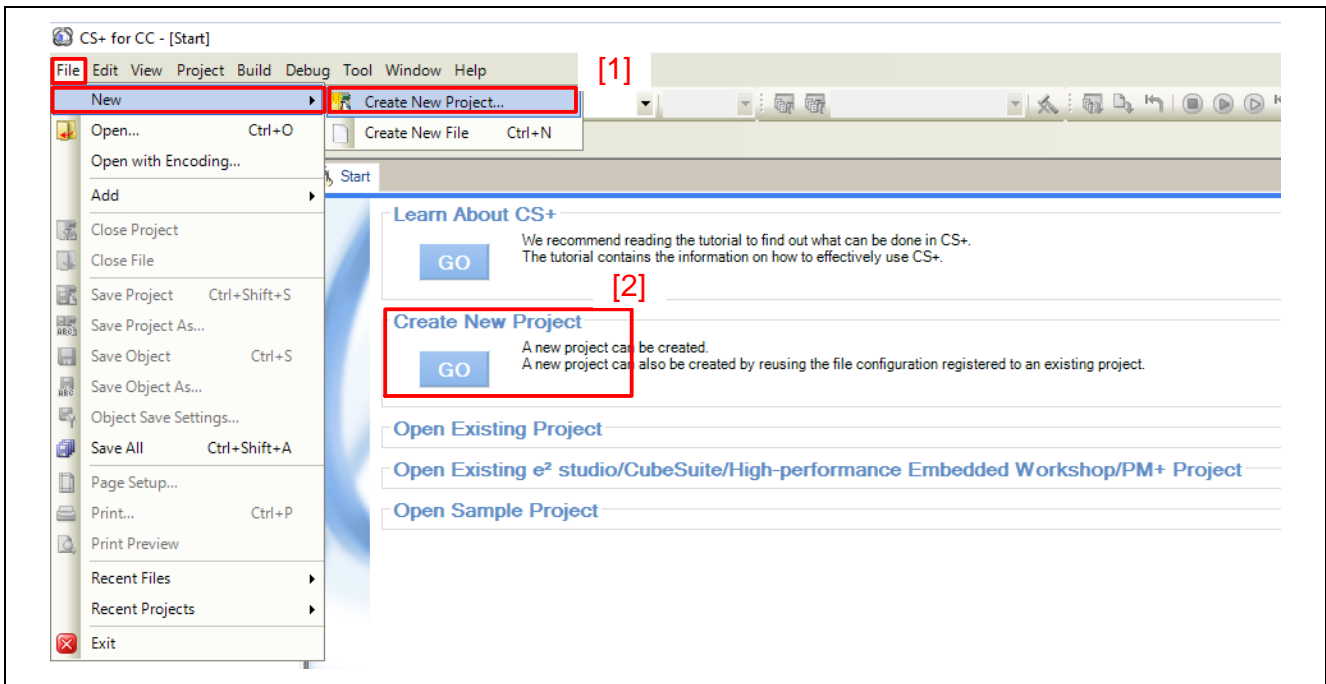 CS+ for CC - [Start]
File Edit View Project Build Debug Tool Window Help
[1]
New
Create New Project...
Open... Ctrl+O
Create New File Ctrl+N
Open with Encoding...
Add
Start
Close Project
Close File
Save Project Ctrl+Shift+S
Save Project As...
Save Object Ctrl+S
Save Object As...
Object Save Settings...
Save All Ctrl+Shift+A
Page Setup...
Print... Ctrl+P
Print Preview
Recent Files
Recent Projects
Exit
Learn About CS+
GO
We recommend reading the tutorial to find out what can be done in CS+.
The tutorial contains the information on how to effectively use CS+.
[2]
Create New Project
GO
A new project can be created.
A new project can also be created by reusing the file configuration registered to an existing project.
Open Existing Project
Open Existing e² studio/CubeSuite/High-performance Embedded Workshop/PM+ Project
Open Sample Project